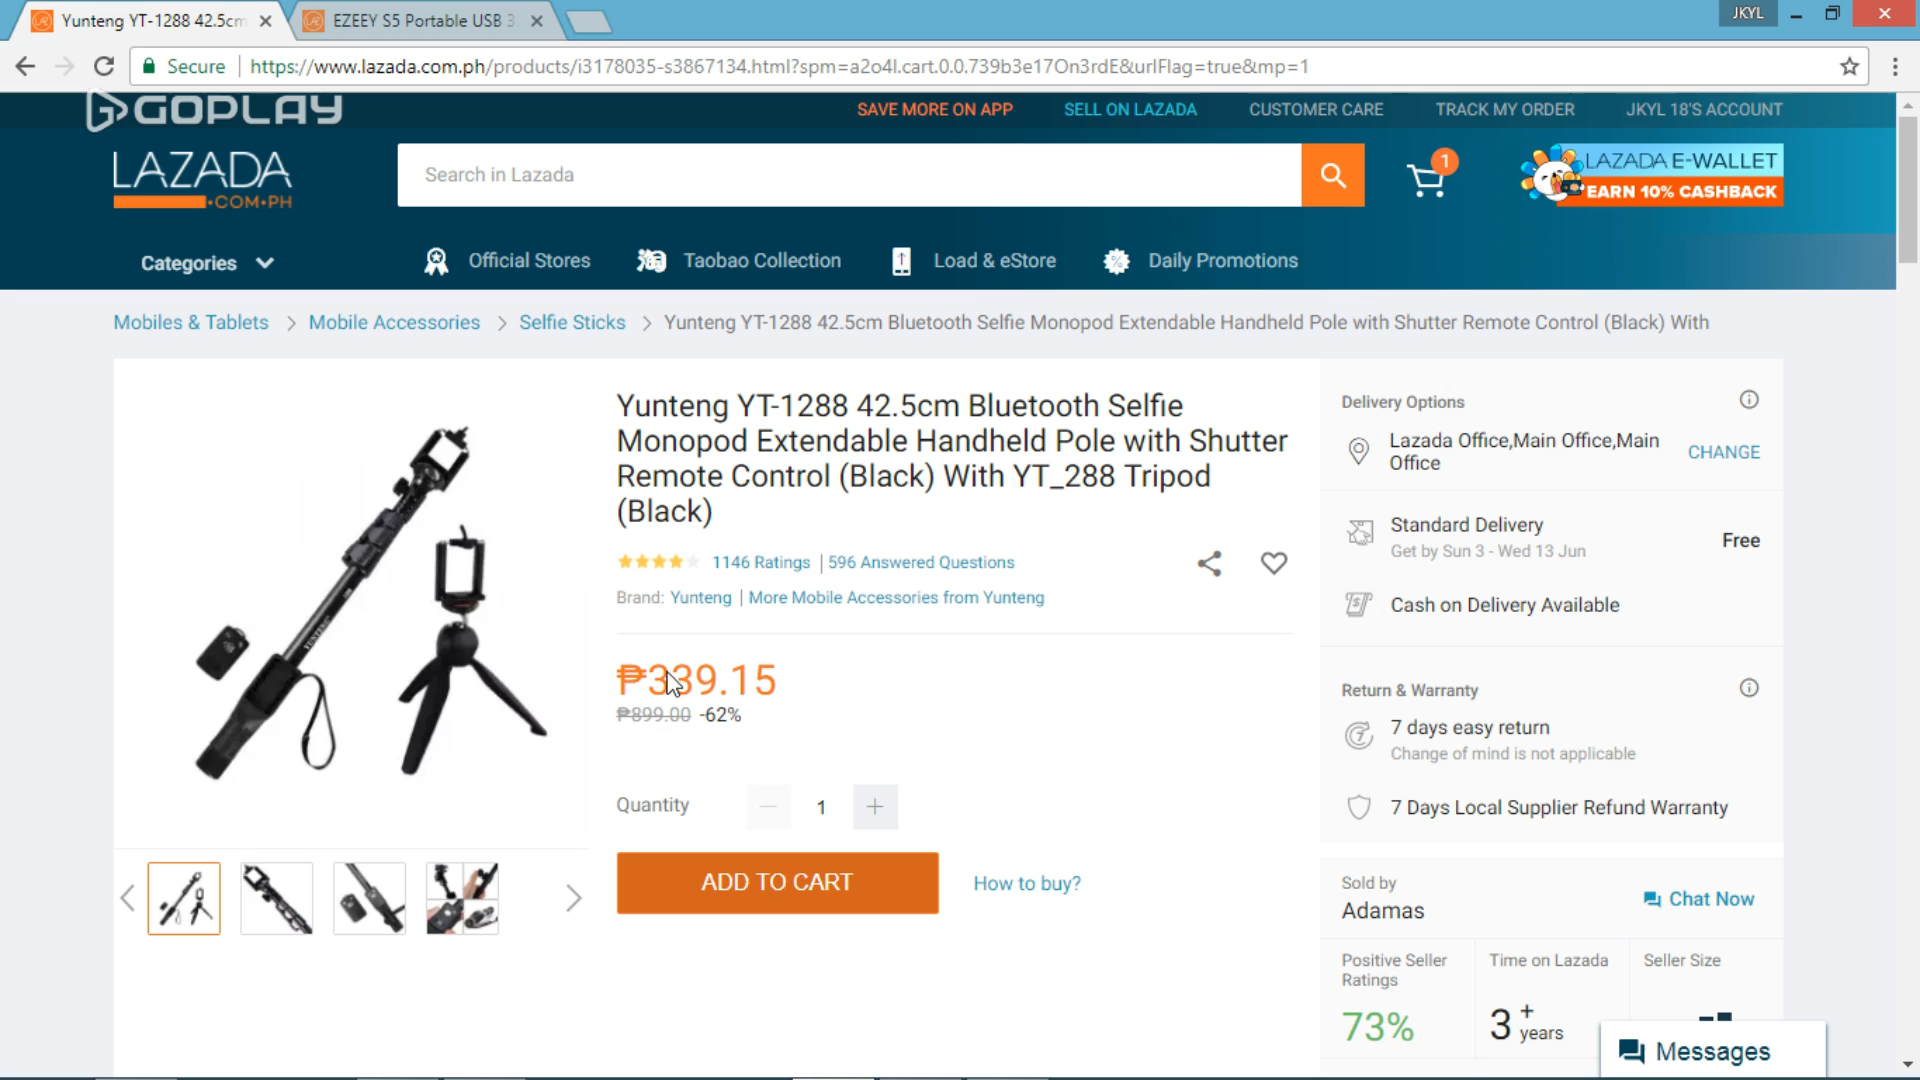 Yunteng YT-1288 42.5cm
EZEEY S5 Portable USB 3
JKYL
Secure
https://www.lazada.com.ph/products/i3178035-s3867134.html?spm=a2o4l.cart.0.0.739b3e17On3rdE&urlFlag=true&mp=1
GOPLAY
SAVE MORE ON APP
SELL ON LAZADA
CUSTOMER CARE
TRACK MY ORDER
JKYL 18'S ACCOUNT
LAZADA
.COM.PH
Search in Lazada
1
LAZADA E-WALLET
EARN 10% CASHBACK
Categories
Official Stores
Taobao Collection
Load & eStore
Daily Promotions
Mobiles & Tablets > Mobile Accessories > Selfie Sticks > Yunteng YT-1288 42.5cm Bluetooth Selfie Monopod Extendable Handheld Pole with Shutter Remote Control (Black) With
Yunteng YT-1288 42.5cm Bluetooth Selfie
Monopod Extendable Handheld Pole with Shutter
Remote Control (Black) With YT_288 Tripod
(Black)
1146 Ratings | 596 Answered Questions
Brand: Yunteng | More Mobile Accessories from Yunteng
₱339.15
₱899.00 -62%
Quantity
1
ADD TO CART
How to buy?
Delivery Options
Lazada Office,Main Office,Main
Office
CHANGE
Standard Delivery
Get by Sun 3 - Wed 13 Jun
Free
Cash on Delivery Available
Return & Warranty
7 days easy return
Change of mind is not applicable
7 Days Local Supplier Refund Warranty
Sold by
Adamas
Chat Now
Positive Seller
Ratings
73%
Time on Lazada
3+ years
Seller Size
Messages